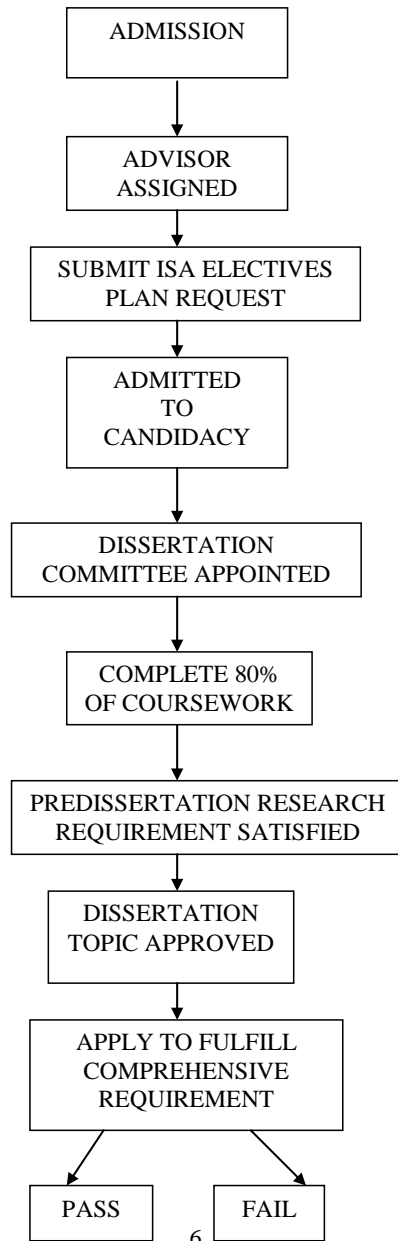 ADMISSION
ADVISOR
ASSIGNED
SUBMIT ISA ELECTIVES
PLAN REQUEST
ADMITTED
TO
CANDIDACY
DISSERTATION
COMMITTEE APPOINTED
COMPLETE 80%
OF COURSEWORK
PREDISSERTATION RESEARCH
REQUIREMENT SATISFIED
DISSERTATION
TOPIC APPROVED
APPLY TO FULFILL
COMPREHENSIVE
REQUIREMENT
PASS
FAIL
6